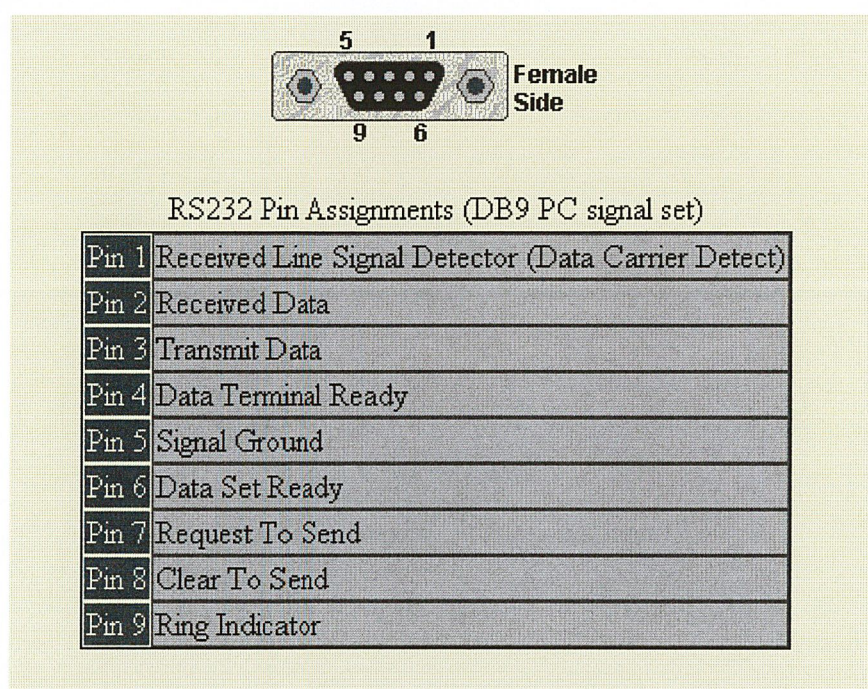 5 1
Female
Side
9 6
RS232 Pin Assignments (DB9 PC signal set)
Pin 1 Received Line Signal Detector (Data Carrier Detect)
Pin 2 Received Data
Pin 3 Transmit Data
Pin 4 Data Terminal Ready
Pin 5 Signal Ground
Pin 6 Data Set Ready
Pin 7 Request To Send
Pin 8 Clear To Send
Pin 9 Ring Indicator